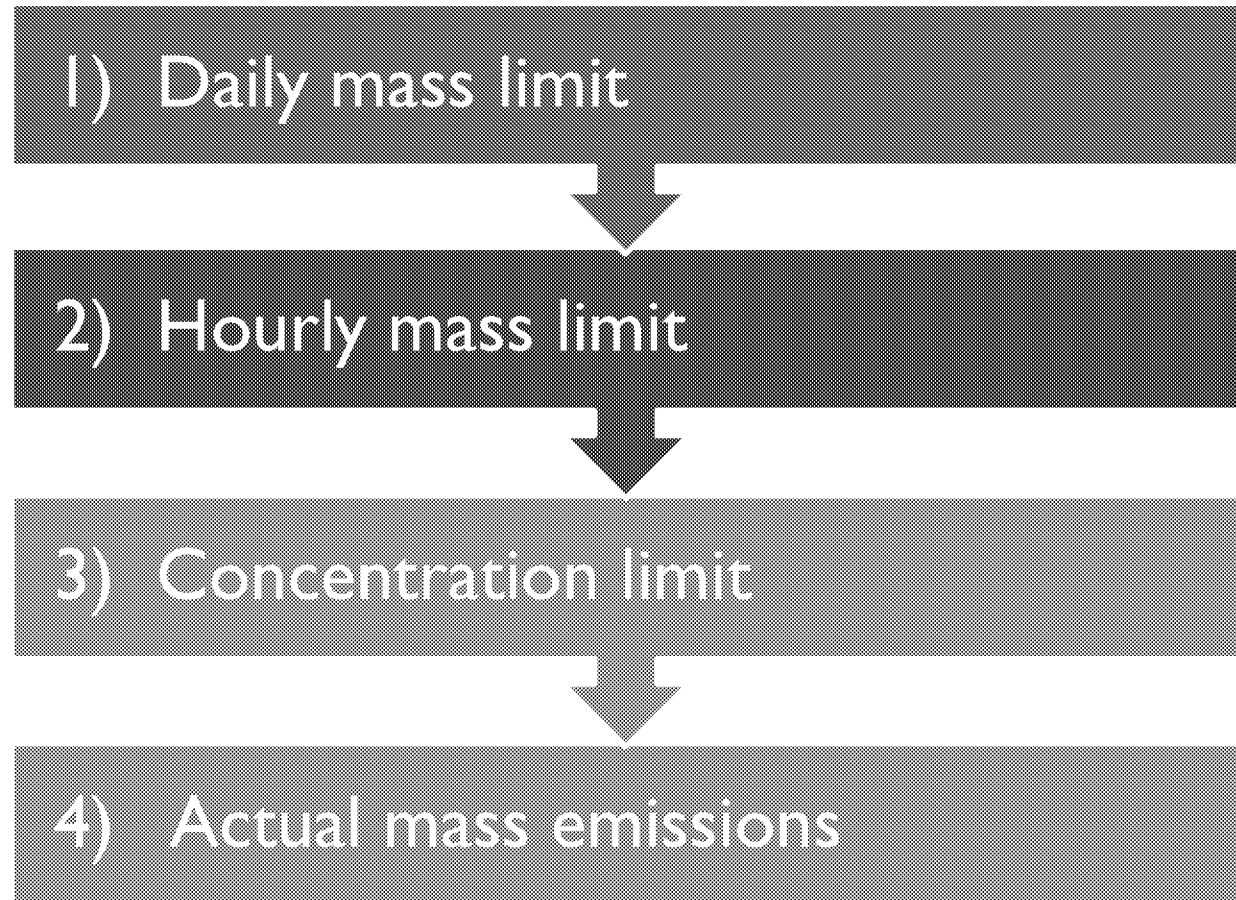 1) Daily mass limit
2) Hourly mass limit
3) Concentration limit
4) Actual mass emissions